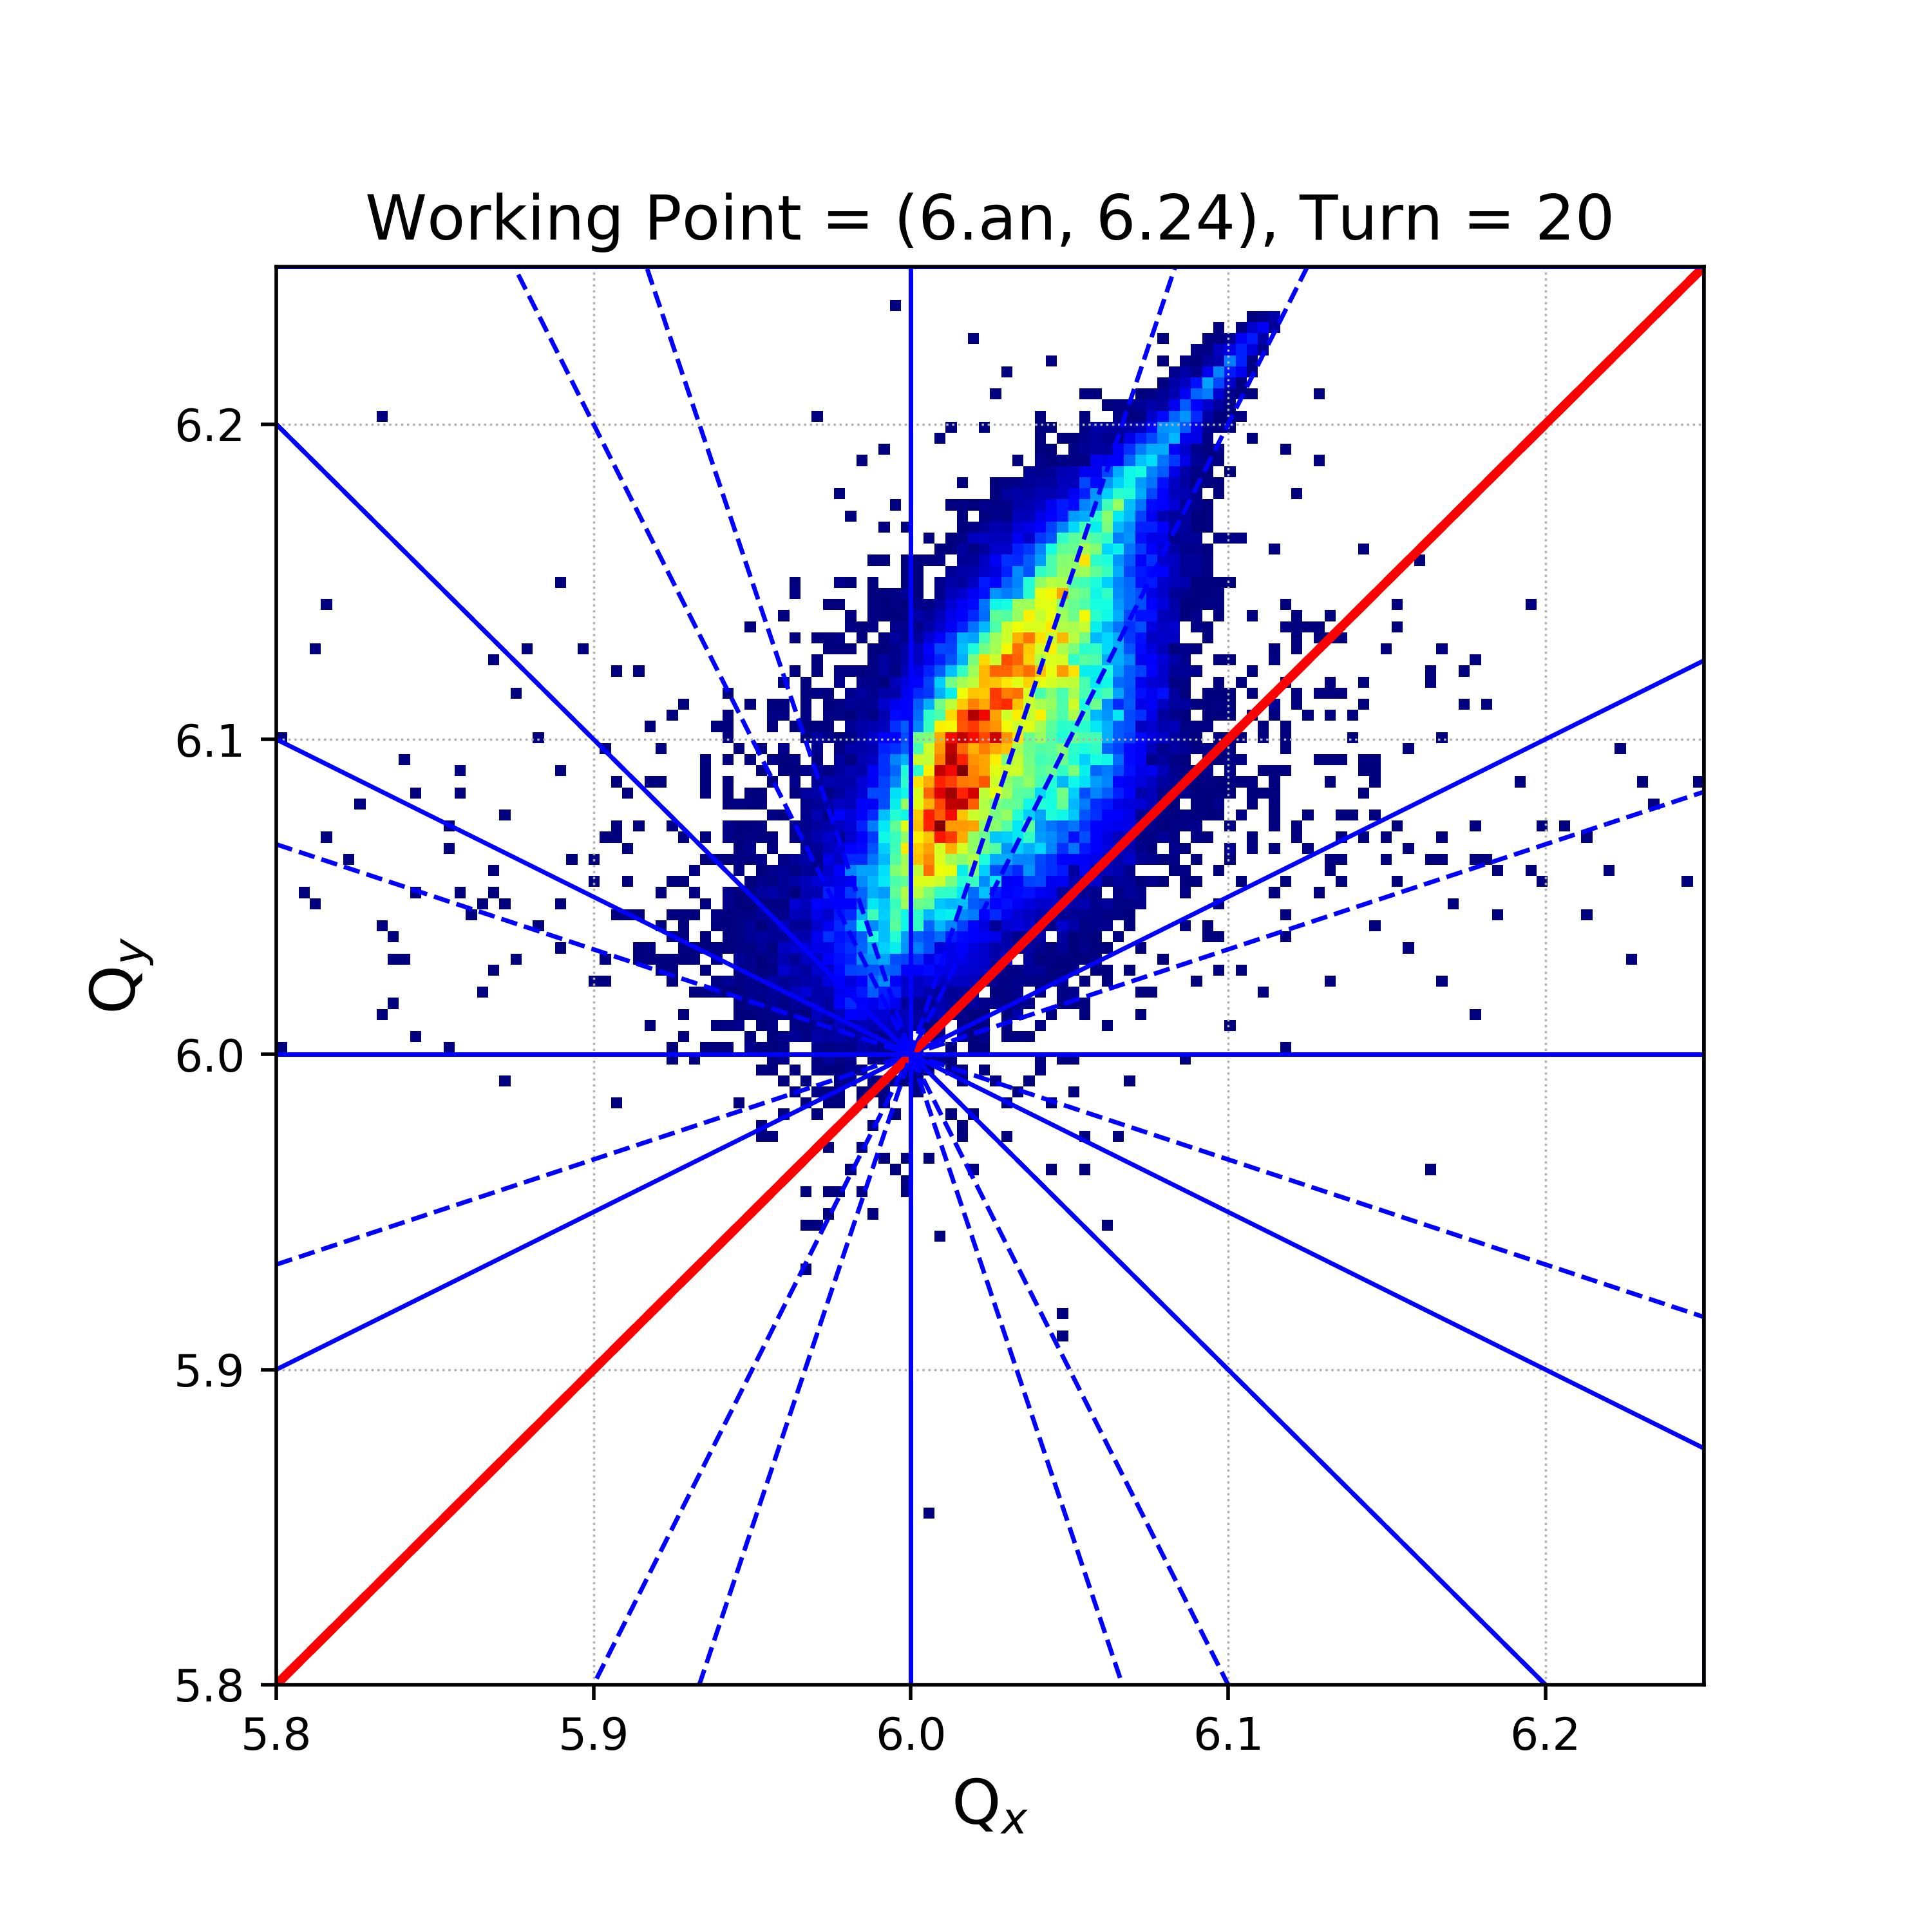 Working Point = (6.an, 6.24), Turn = 20
6.2
6.1
6.0
5.9
5.8
Qy
5.8 5.9 6.0 6.1 6.2
Qx